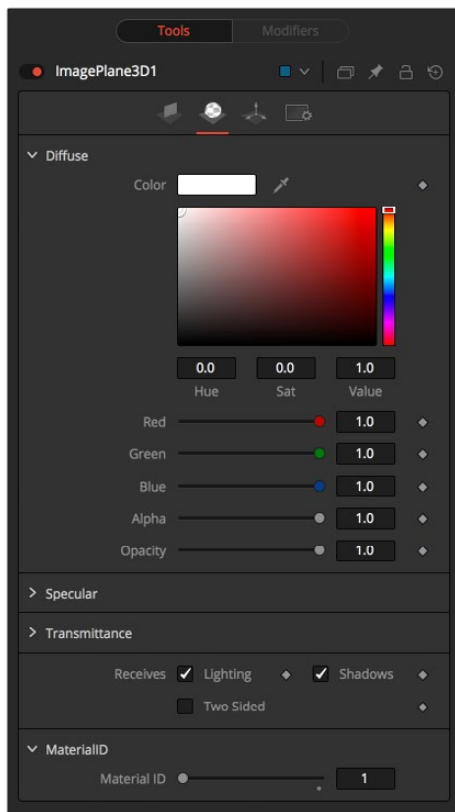 Tools Modifiers
ImagePlane3D1
Diffuse
Color
0.0 0.0 1.0
Hue Sat Value
Red 1.0
Green 1.0
Blue 1.0
Alpha 1.0
Opacity 1.0
Specular
Transmittance
Receives Lighting Shadows
Two Sided
MaterialID
Material ID 1